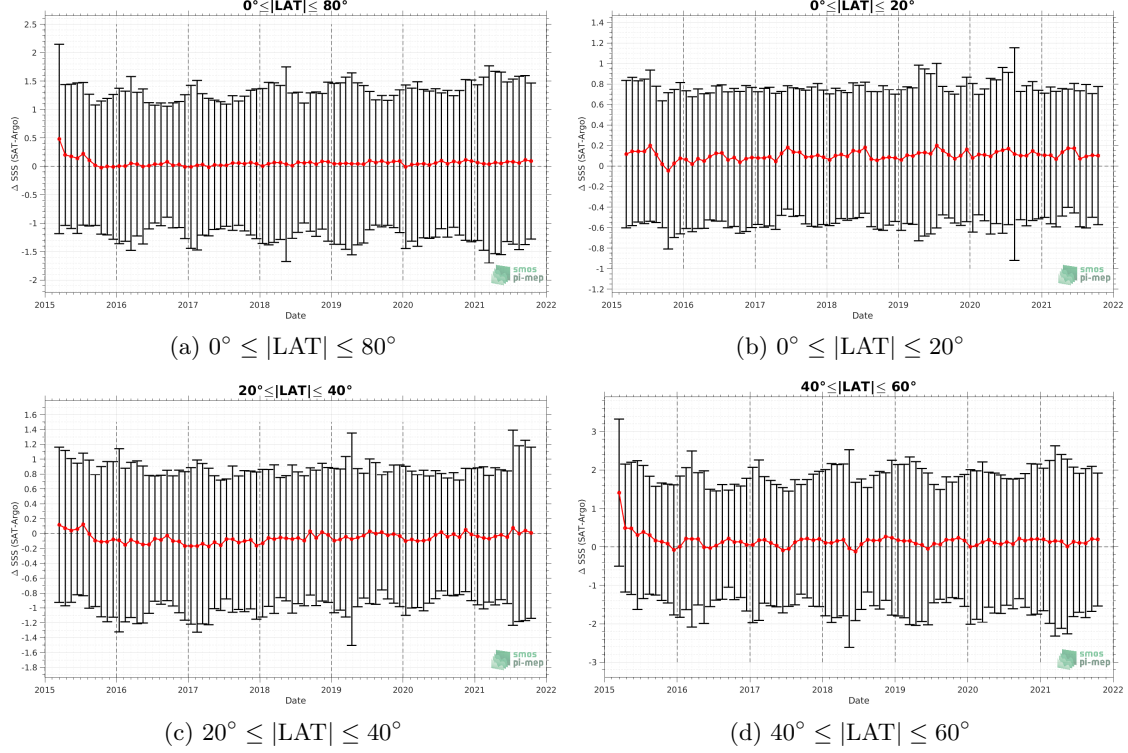 0°≤|LAT|≤ 80°
Δ SSS (SAT-Argo)
2.5
2
1.5
1
0.5
0
-0.5
-1
-1.5
-2
2015 2016 2017 2018 2019 2020 2021 2022
Date
smos
pi-mep
(a) 0° ≤ |LAT| ≤ 80°
0°≤|LAT|≤ 20°
Δ SSS (SAT-Argo)
1.4
1.2
1
0.8
0.6
0.4
0.2
0
-0.2
-0.4
-0.6
-0.8
-1
-1.2
2015 2016 2017 2018 2019 2020 2021 2022
Date
smos
pi-mep
(b) 0° ≤ |LAT| ≤ 20°
20°≤|LAT|≤ 40°
Δ SSS (SAT-Argo)
1.6
1.4
1.2
1
0.8
0.6
0.4
0.2
0
-0.2
-0.4
-0.6
-0.8
-1
-1.2
-1.4
-1.6
-1.8
2015 2016 2017 2018 2019 2020 2021 2022
Date
smos
pi-mep
(c) 20° ≤ |LAT| ≤ 40°
40°≤|LAT|≤ 60°
Δ SSS (SAT-Argo)
3
2
1
0
-1
-2
-3
2015 2016 2017 2018 2019 2020 2021 2022
Date
smos
pi-mep
(d) 40° ≤ |LAT| ≤ 60°